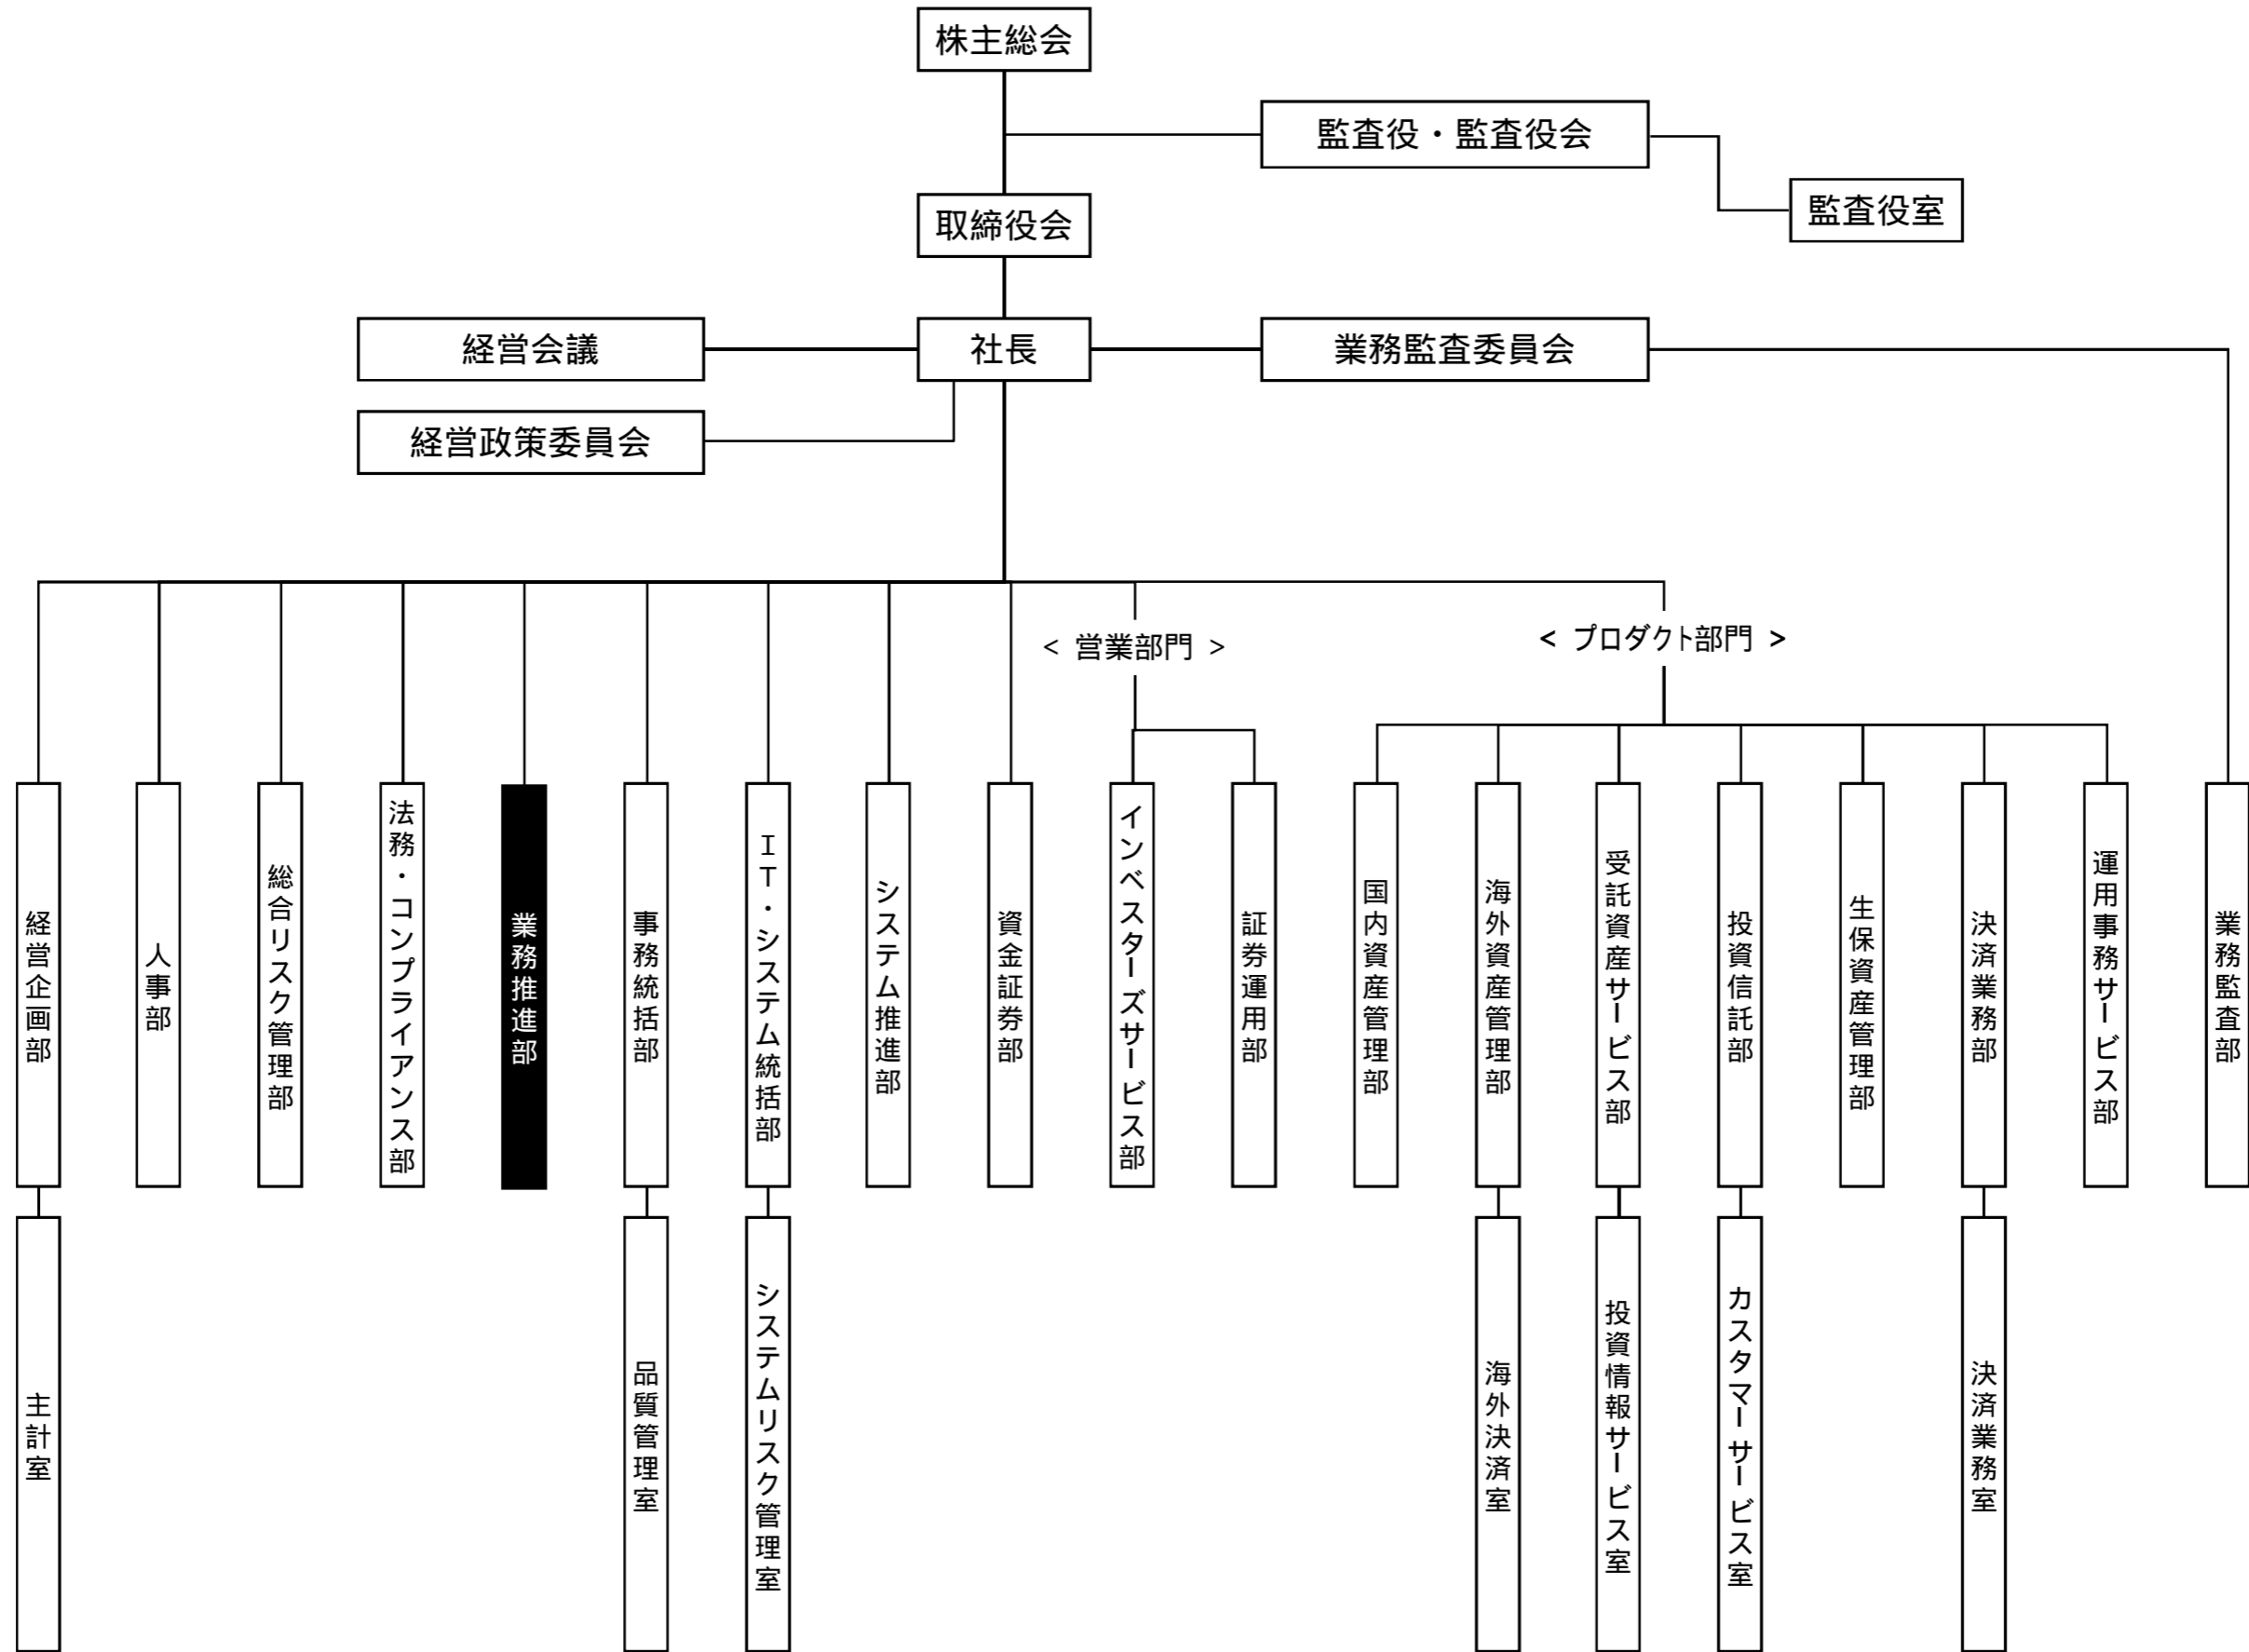 株主総会
監査役・監査役会
監査役室
取締役会
経営会議
社長
業務監査委員会
経営政策委員会
< 営業部門 >
< プロダクト部門 >
経営企画部
人事部
総合リスク管理部
法務・コンプライアンス部
業務推進部
事務統括部
IT・システム統括部
システム推進部
資金証券部
インベスターズサービス部
証券運用部
国内資産管理部
海外資産管理部
受託資産サービス部
投資信託部
生保資産管理部
決済業務部
運用事務サービス部
業務監査部
主計室
品質管理室
システムリスク管理室
海外決済室
投資情報サービス室
カスタマーサービス室
決済業務室